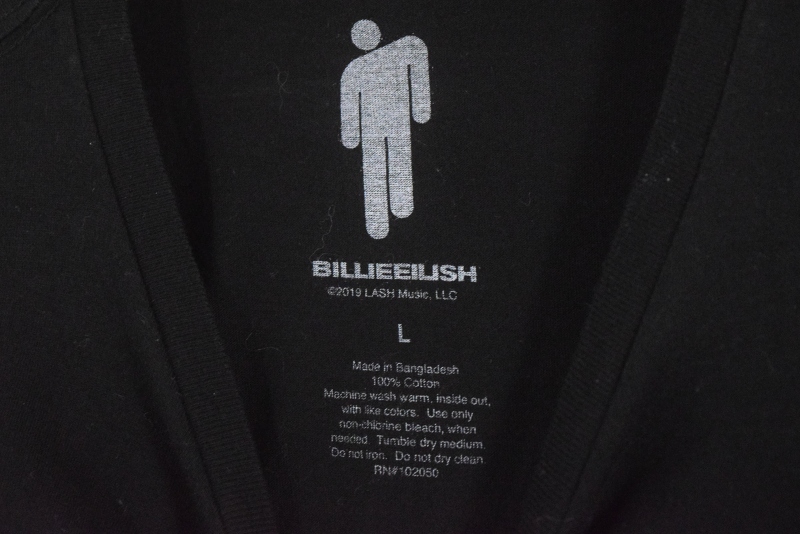 BILLIEEILISH
©2019 LASH Music, LLC
L
Made in Bangladesh
100% Cotton
Machine wash warm, inside out,
with like colors. Use only
non-chlorine bleach, when
needed. Tumble dry medium.
Do not iron. Do not dry clean.
RN#102050